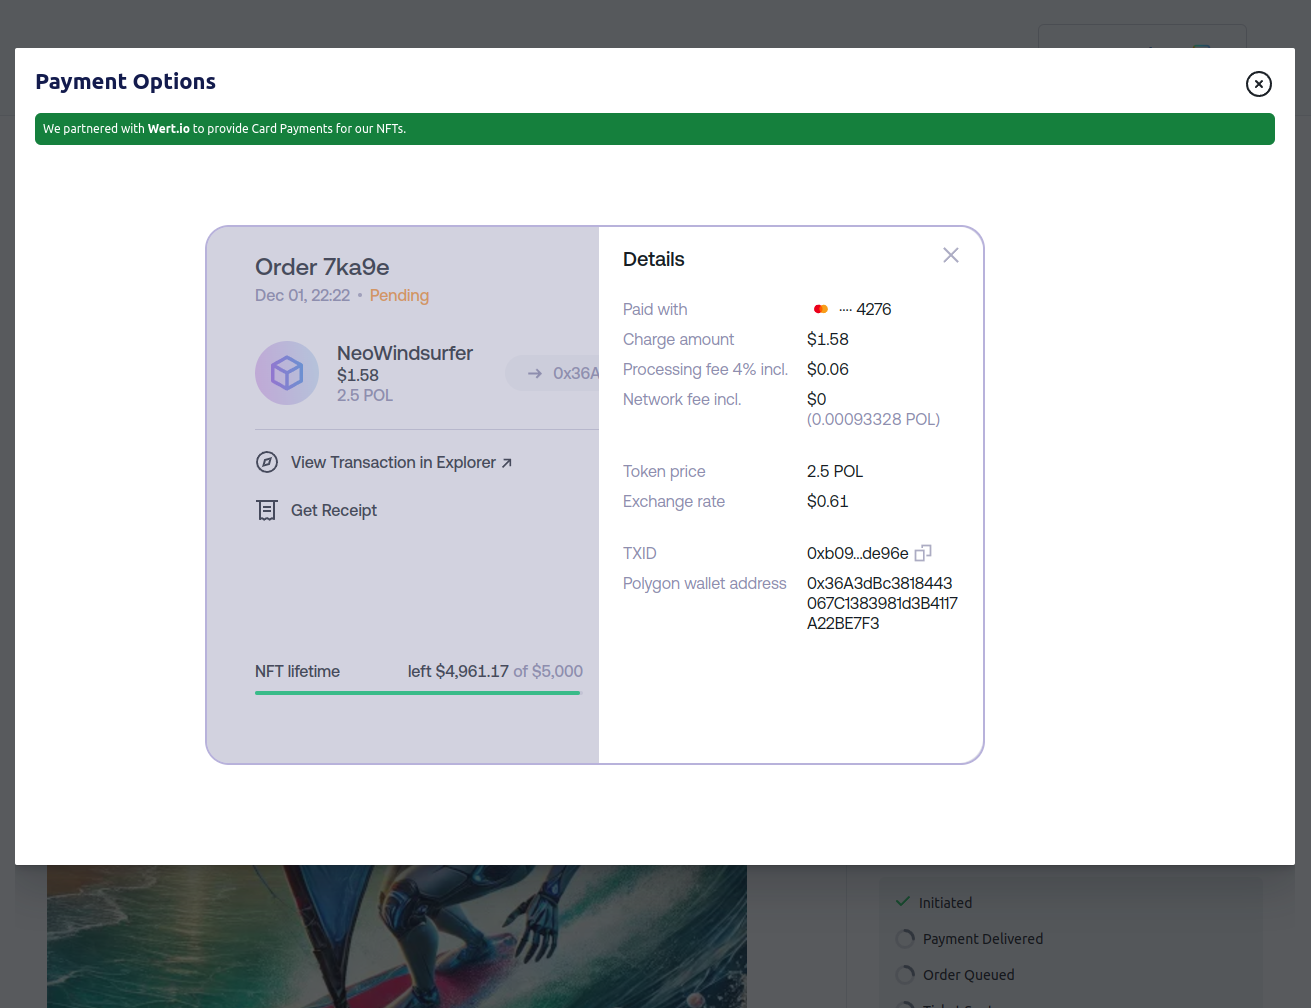 Payment Options
We partnered with Wert.io to provide Card Payments for our NFTs.
Order 7ka9e
Dec 01, 22:22 • Pending
NeoWindsurfer
$1.58
2.5 POL
→ 0x36A
View Transaction in Explorer ↗
Get Receipt
NFT lifetime left $4,961.17 of $5,000
Details
Paid with ···· 4276
Charge amount $1.58
Processing fee 4% incl. $0.06
Network fee incl. $0
(0.00093328 POL)
Token price 2.5 POL
Exchange rate $0.61
TXID 0xb09...de96e
Polygon wallet address 0x36A3dBc3818443
067C1383981d3B4117
A22BE7F3
Initiated
Payment Delivered
Order Queued